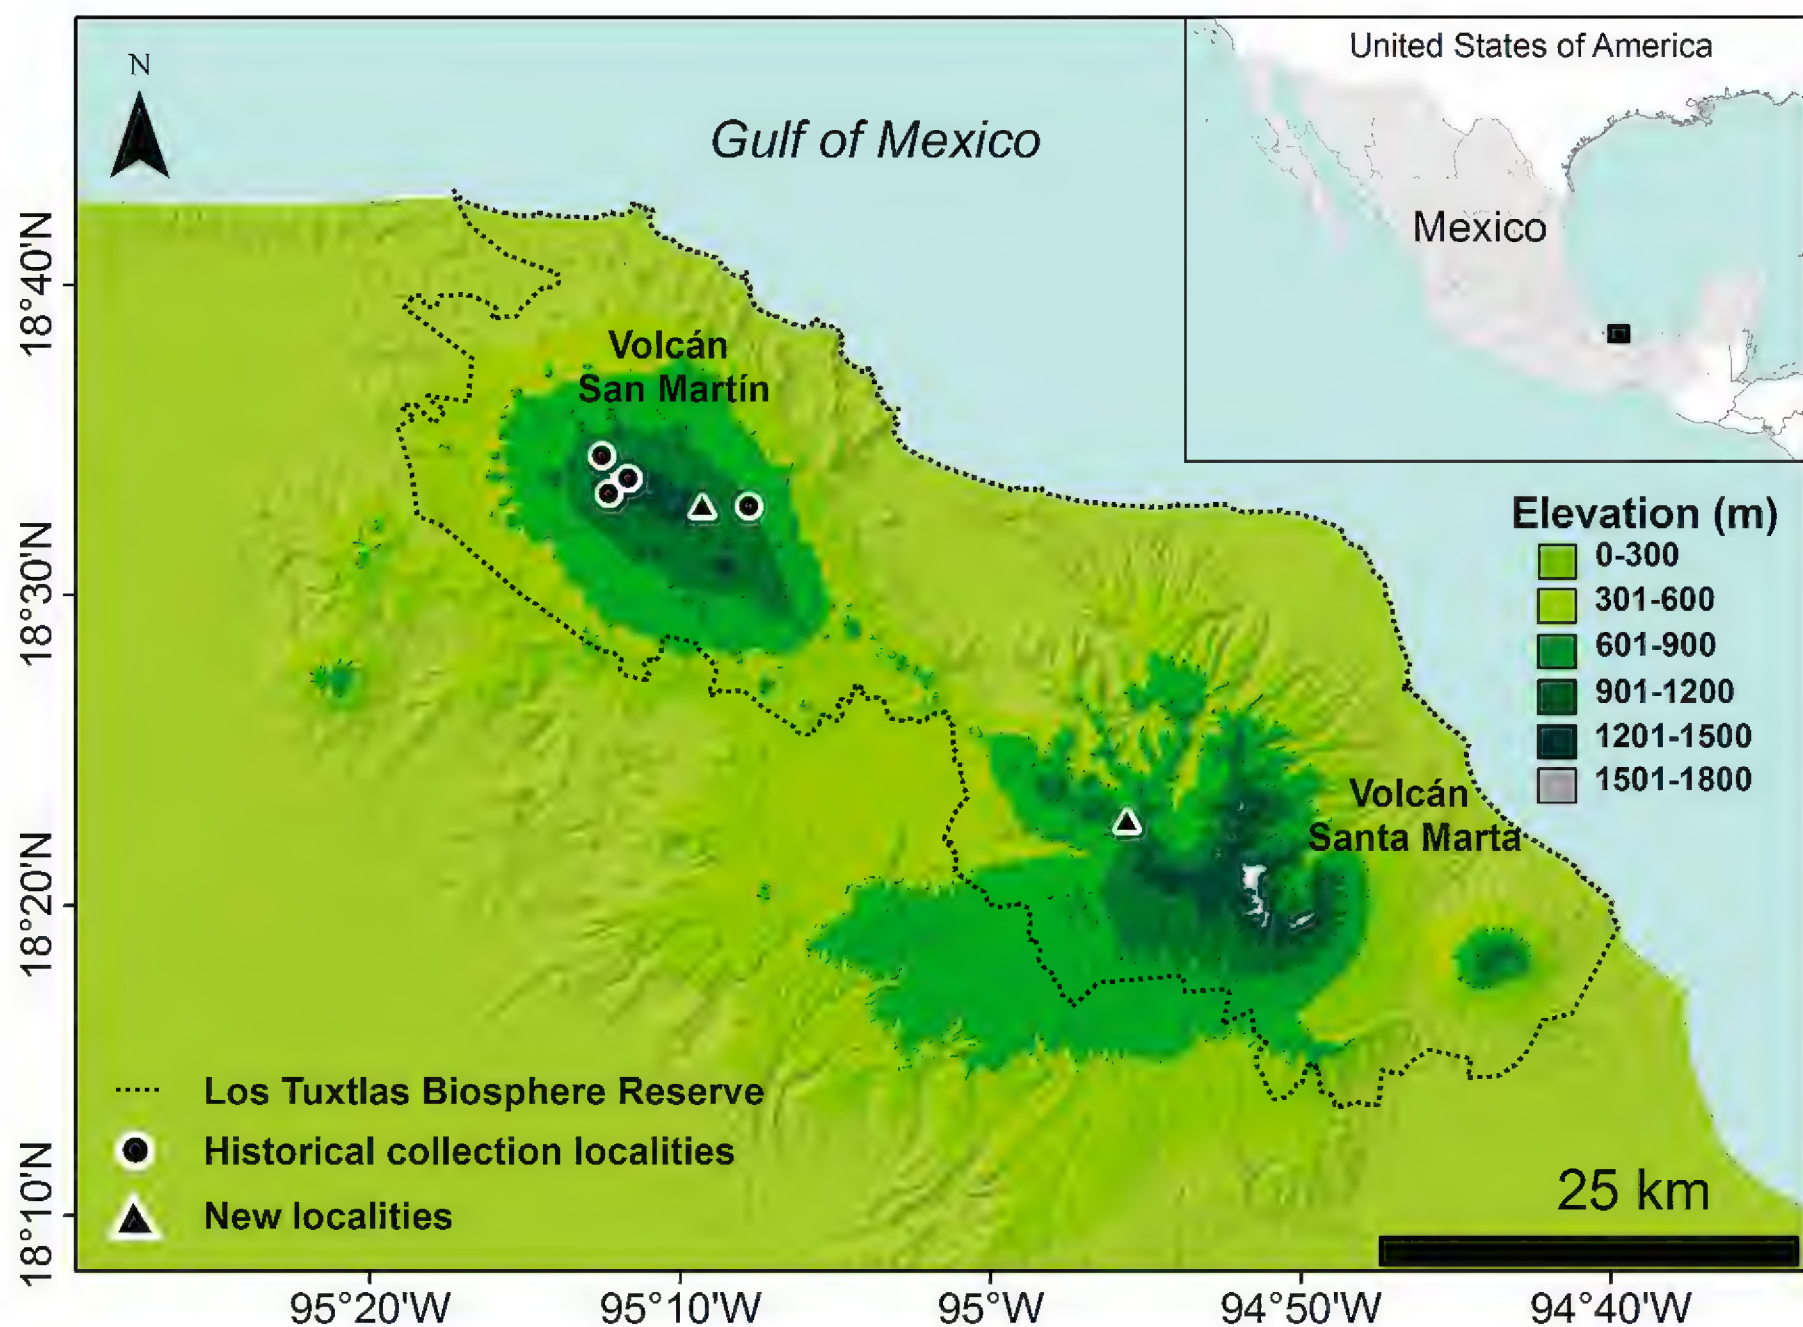 N
Gulf of Mexico
United States of America
Mexico
Volcán
San Martín
Elevation (m)
0-300
301-600
601-900
901-1200
1201-1500
1501-1800
Volcán
Santa Marta
Los Tuxtlas Biosphere Reserve
Historical collection localities
New localities
25 km
18°40'N
18°30'N
18°20'N
18°10'N
95°20'W
95°10'W
95°W
94°50'W
94°40'W